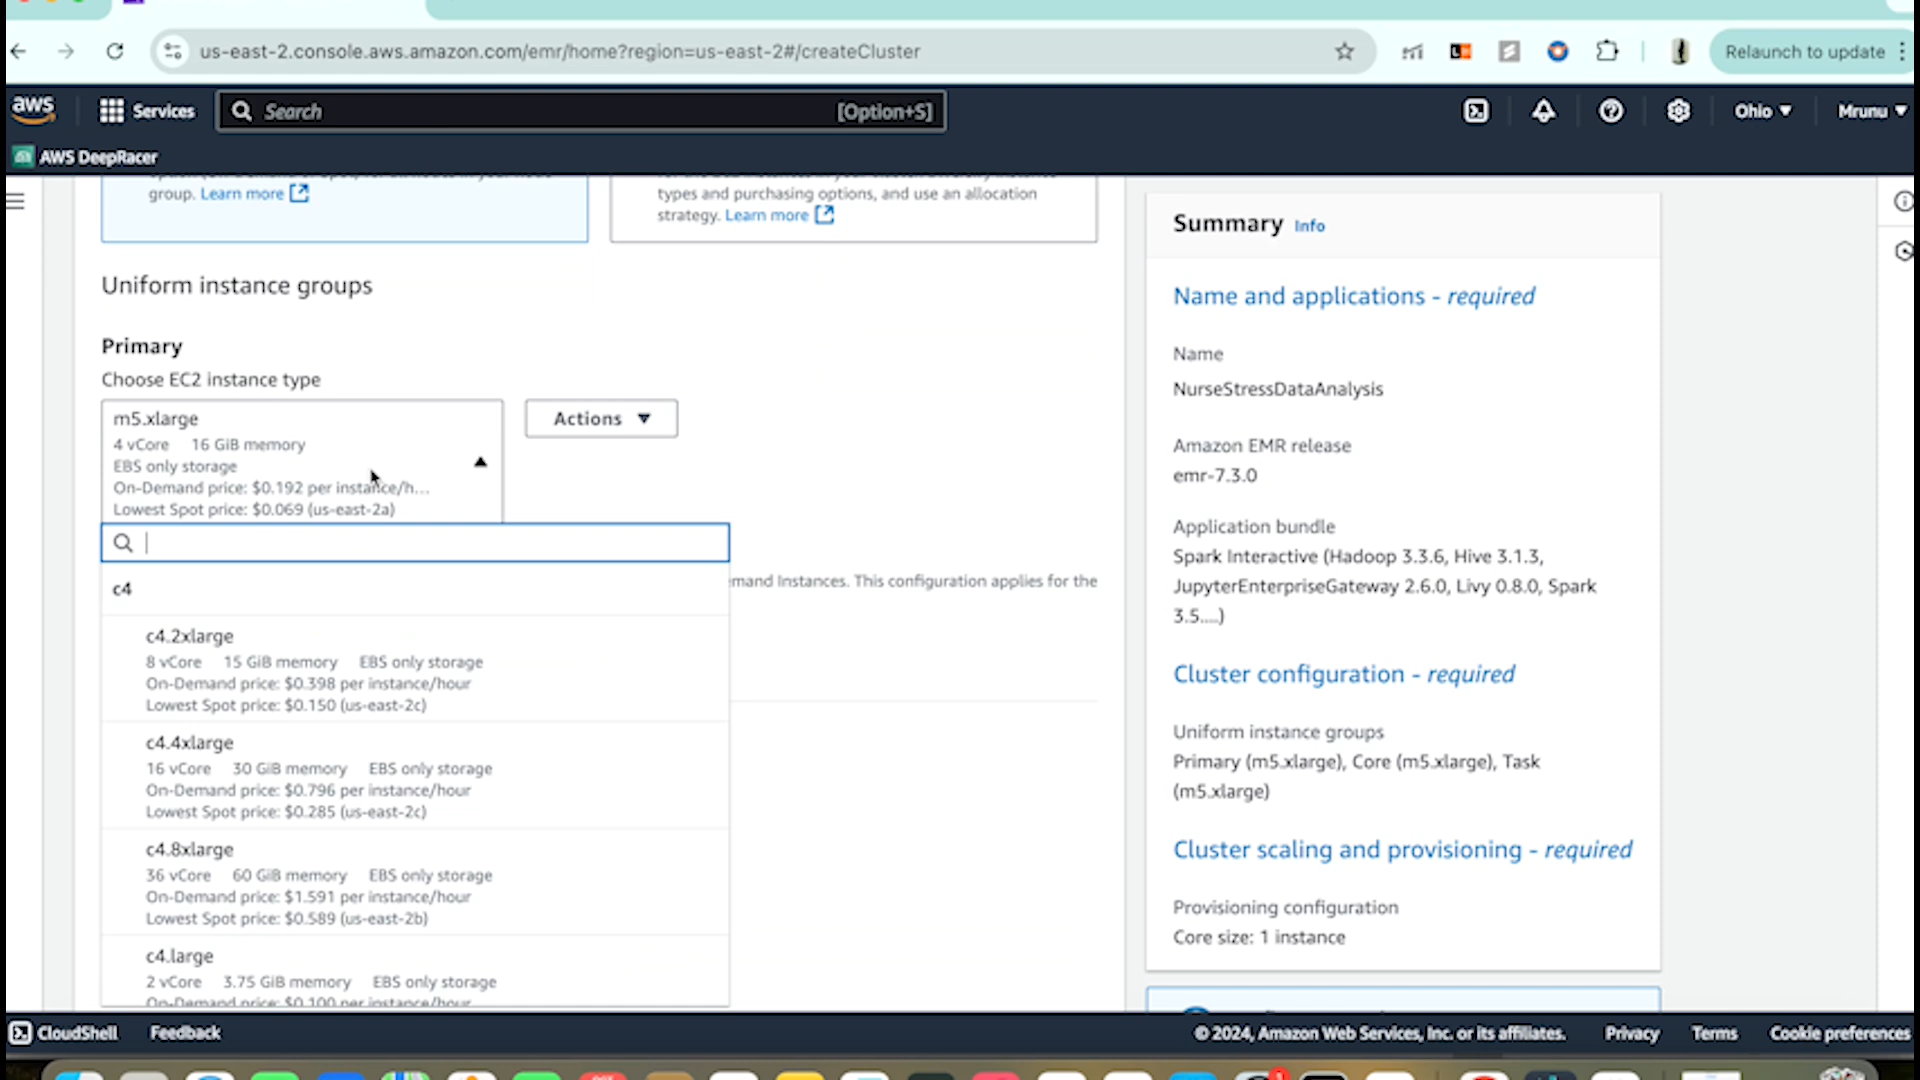 us-east-2.console.aws.amazon.com/emr/home?region=us-east-2#/createCluster
Relaunch to update
aws
Services
Search
[Option+S]
Ohio
Mrunu
AWS DeepRacer
group. Learn more
types and purchasing options, and use an allocation
strategy. Learn more
Uniform instance groups
Primary
Choose EC2 instance type
m5.xlarge
4 vCore 16 GiB memory
EBS only storage
On-Demand price: $0.192 per instance/h...
Lowest Spot price: $0.069 (us-east-2a)
Actions
mand Instances. This configuration applies for the
c4
c4.2xlarge
8 vCore 15 GiB memory EBS only storage
On-Demand price: $0.398 per instance/hour
Lowest Spot price: $0.150 (us-east-2c)
c4.4xlarge
16 vCore 30 GiB memory EBS only storage
On-Demand price: $0.796 per instance/hour
Lowest Spot price: $0.285 (us-east-2c)
c4.8xlarge
36 vCore 60 GiB memory EBS only storage
On-Demand price: $1.591 per instance/hour
Lowest Spot price: $0.589 (us-east-2b)
c4.large
2 vCore 3.75 GiB memory EBS only storage
On-Demand price: $0.100 per instance/hour
Summary Info
Name and applications - required
Name
NurseStressDataAnalysis
Amazon EMR release
emr-7.3.0
Application bundle
Spark Interactive (Hadoop 3.3.6, Hive 3.1.3,
JupyterEnterpriseGateway 2.6.0, Livy 0.8.0, Spark
3.5....)
Cluster configuration - required
Uniform instance groups
Primary (m5.xlarge), Core (m5.xlarge), Task
(m5.xlarge)
Cluster scaling and provisioning - required
Provisioning configuration
Core size: 1 instance
CloudShell
Feedback
© 2024, Amazon Web Services, Inc. or its affiliates.
Privacy
Terms
Cookie preferences